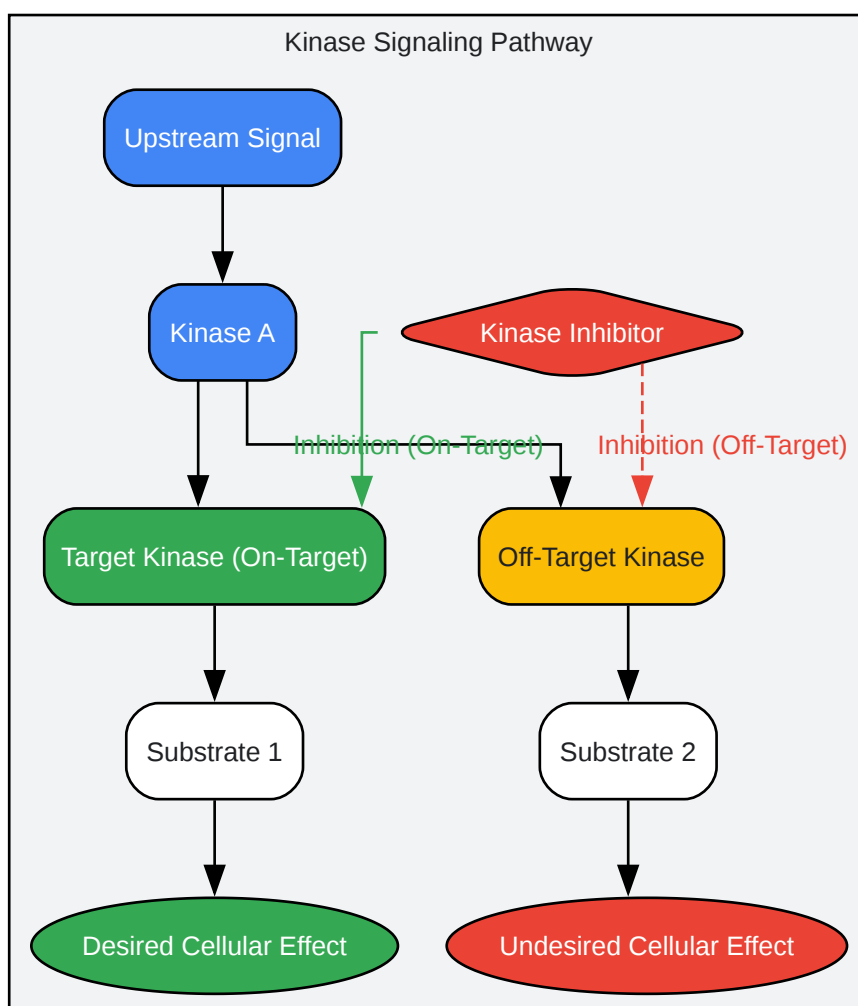 Kinase Signaling Pathway
Upstream Signal
Kinase A
Kinase Inhibitor
Inhibition (On-Target)
Inhibition (Off-Target)
Target Kinase (On-Target)
Off-Target Kinase
Substrate 1
Substrate 2
Desired Cellular Effect
Undesired Cellular Effect